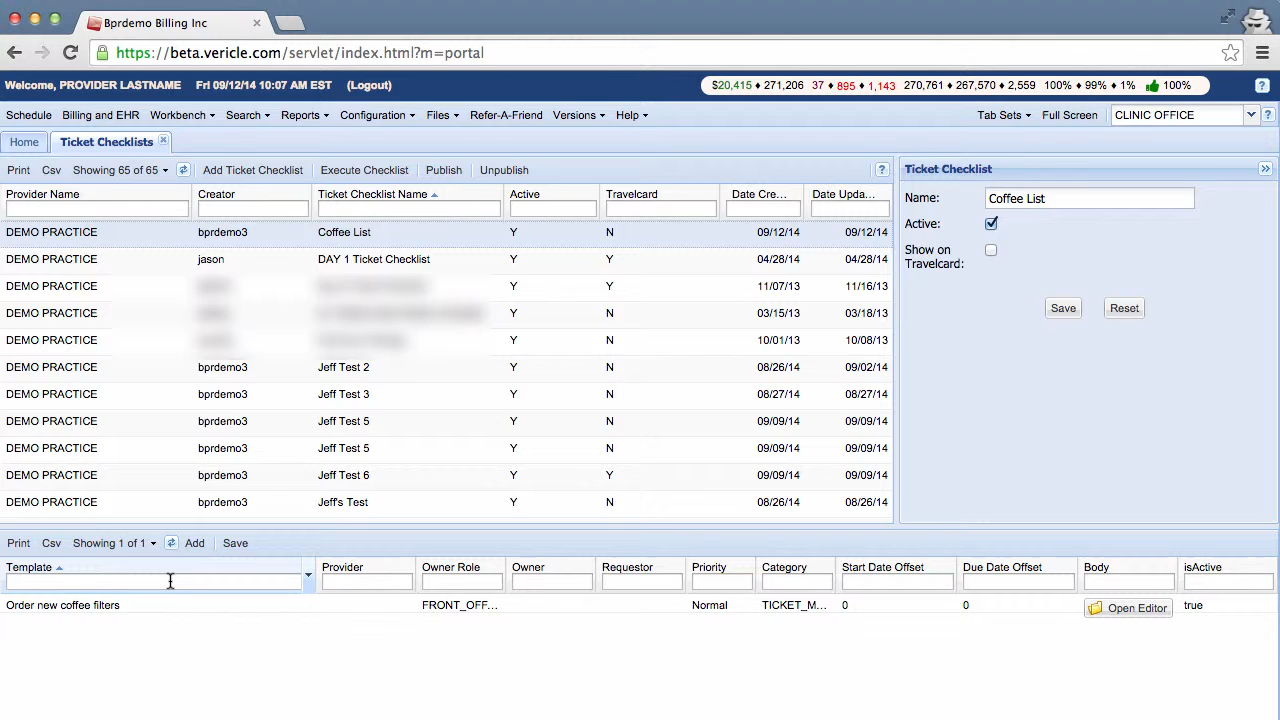 Bprdemo Billing Inc
https://beta.vericle.com/servlet/index.html?m=portal
Welcome, PROVIDER LASTNAME Fri 09/12/14 10:07 AM EST (Logout) $20,415 ♦ 271,206 37 ♦ 895 ♦ 1,143 270,761 ♦ 267,570 ♦ 2,559 100% ♦ 99% ♦ 1% 100% ?
Schedule Billing and EHR Workbench Search Reports Configuration Files Refer-A-Friend Versions Help Tab Sets Full Screen CLINIC OFFICE ?
Home Ticket Checklists
Print Csv Showing 65 of 65 Add Ticket Checklist Execute Checklist Publish Unpublish ?
Provider Name Creator Ticket Checklist Name Active Travelcard Date Cre... Date Upda...
DEMO PRACTICE bprdemo3 Coffee List Y N 09/12/14 09/12/14
DEMO PRACTICE jason DAY 1 Ticket Checklist Y Y 04/28/14 04/28/14
DEMO PRACTICE Y Y 11/07/13 11/16/13
DEMO PRACTICE Y N 03/15/13 03/18/13
DEMO PRACTICE Y N 10/01/13 10/08/13
DEMO PRACTICE bprdemo3 Jeff Test 2 Y N 08/26/14 09/02/14
DEMO PRACTICE bprdemo3 Jeff Test 3 Y N 08/27/14 09/09/14
DEMO PRACTICE bprdemo3 Jeff Test 5 Y N 09/09/14 09/09/14
DEMO PRACTICE bprdemo3 Jeff Test 5 Y N 09/09/14 09/09/14
DEMO PRACTICE bprdemo3 Jeff Test 6 Y Y 09/09/14 09/09/14
DEMO PRACTICE bprdemo3 Jeff's Test Y N 08/26/14 08/26/14
Ticket Checklist
Name: Coffee List
Active:
Show on
Travelcard:
Save Reset
Print Csv Showing 1 of 1 Add Save
Template Provider Owner Role Owner Requestor Priority Category Start Date Offset Due Date Offset Body isActive
Order new coffee filters FRONT_OFF... Normal TICKET_M... 0 0 Open Editor true